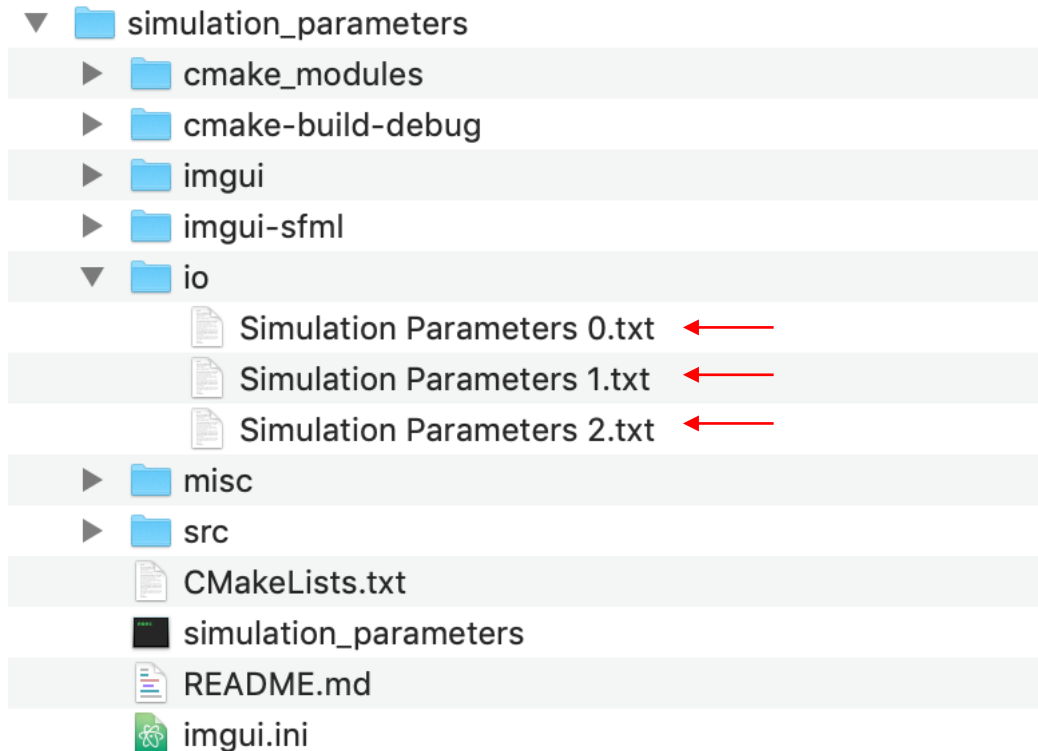 simulation_parameters
cmake_modules
cmake-build-debug
imgui
imgui-sfml
io
Simulation Parameters 0.txt
Simulation Parameters 1.txt
Simulation Parameters 2.txt
misc
src
CMakeLists.txt
simulation_parameters
README.md
imgui.ini